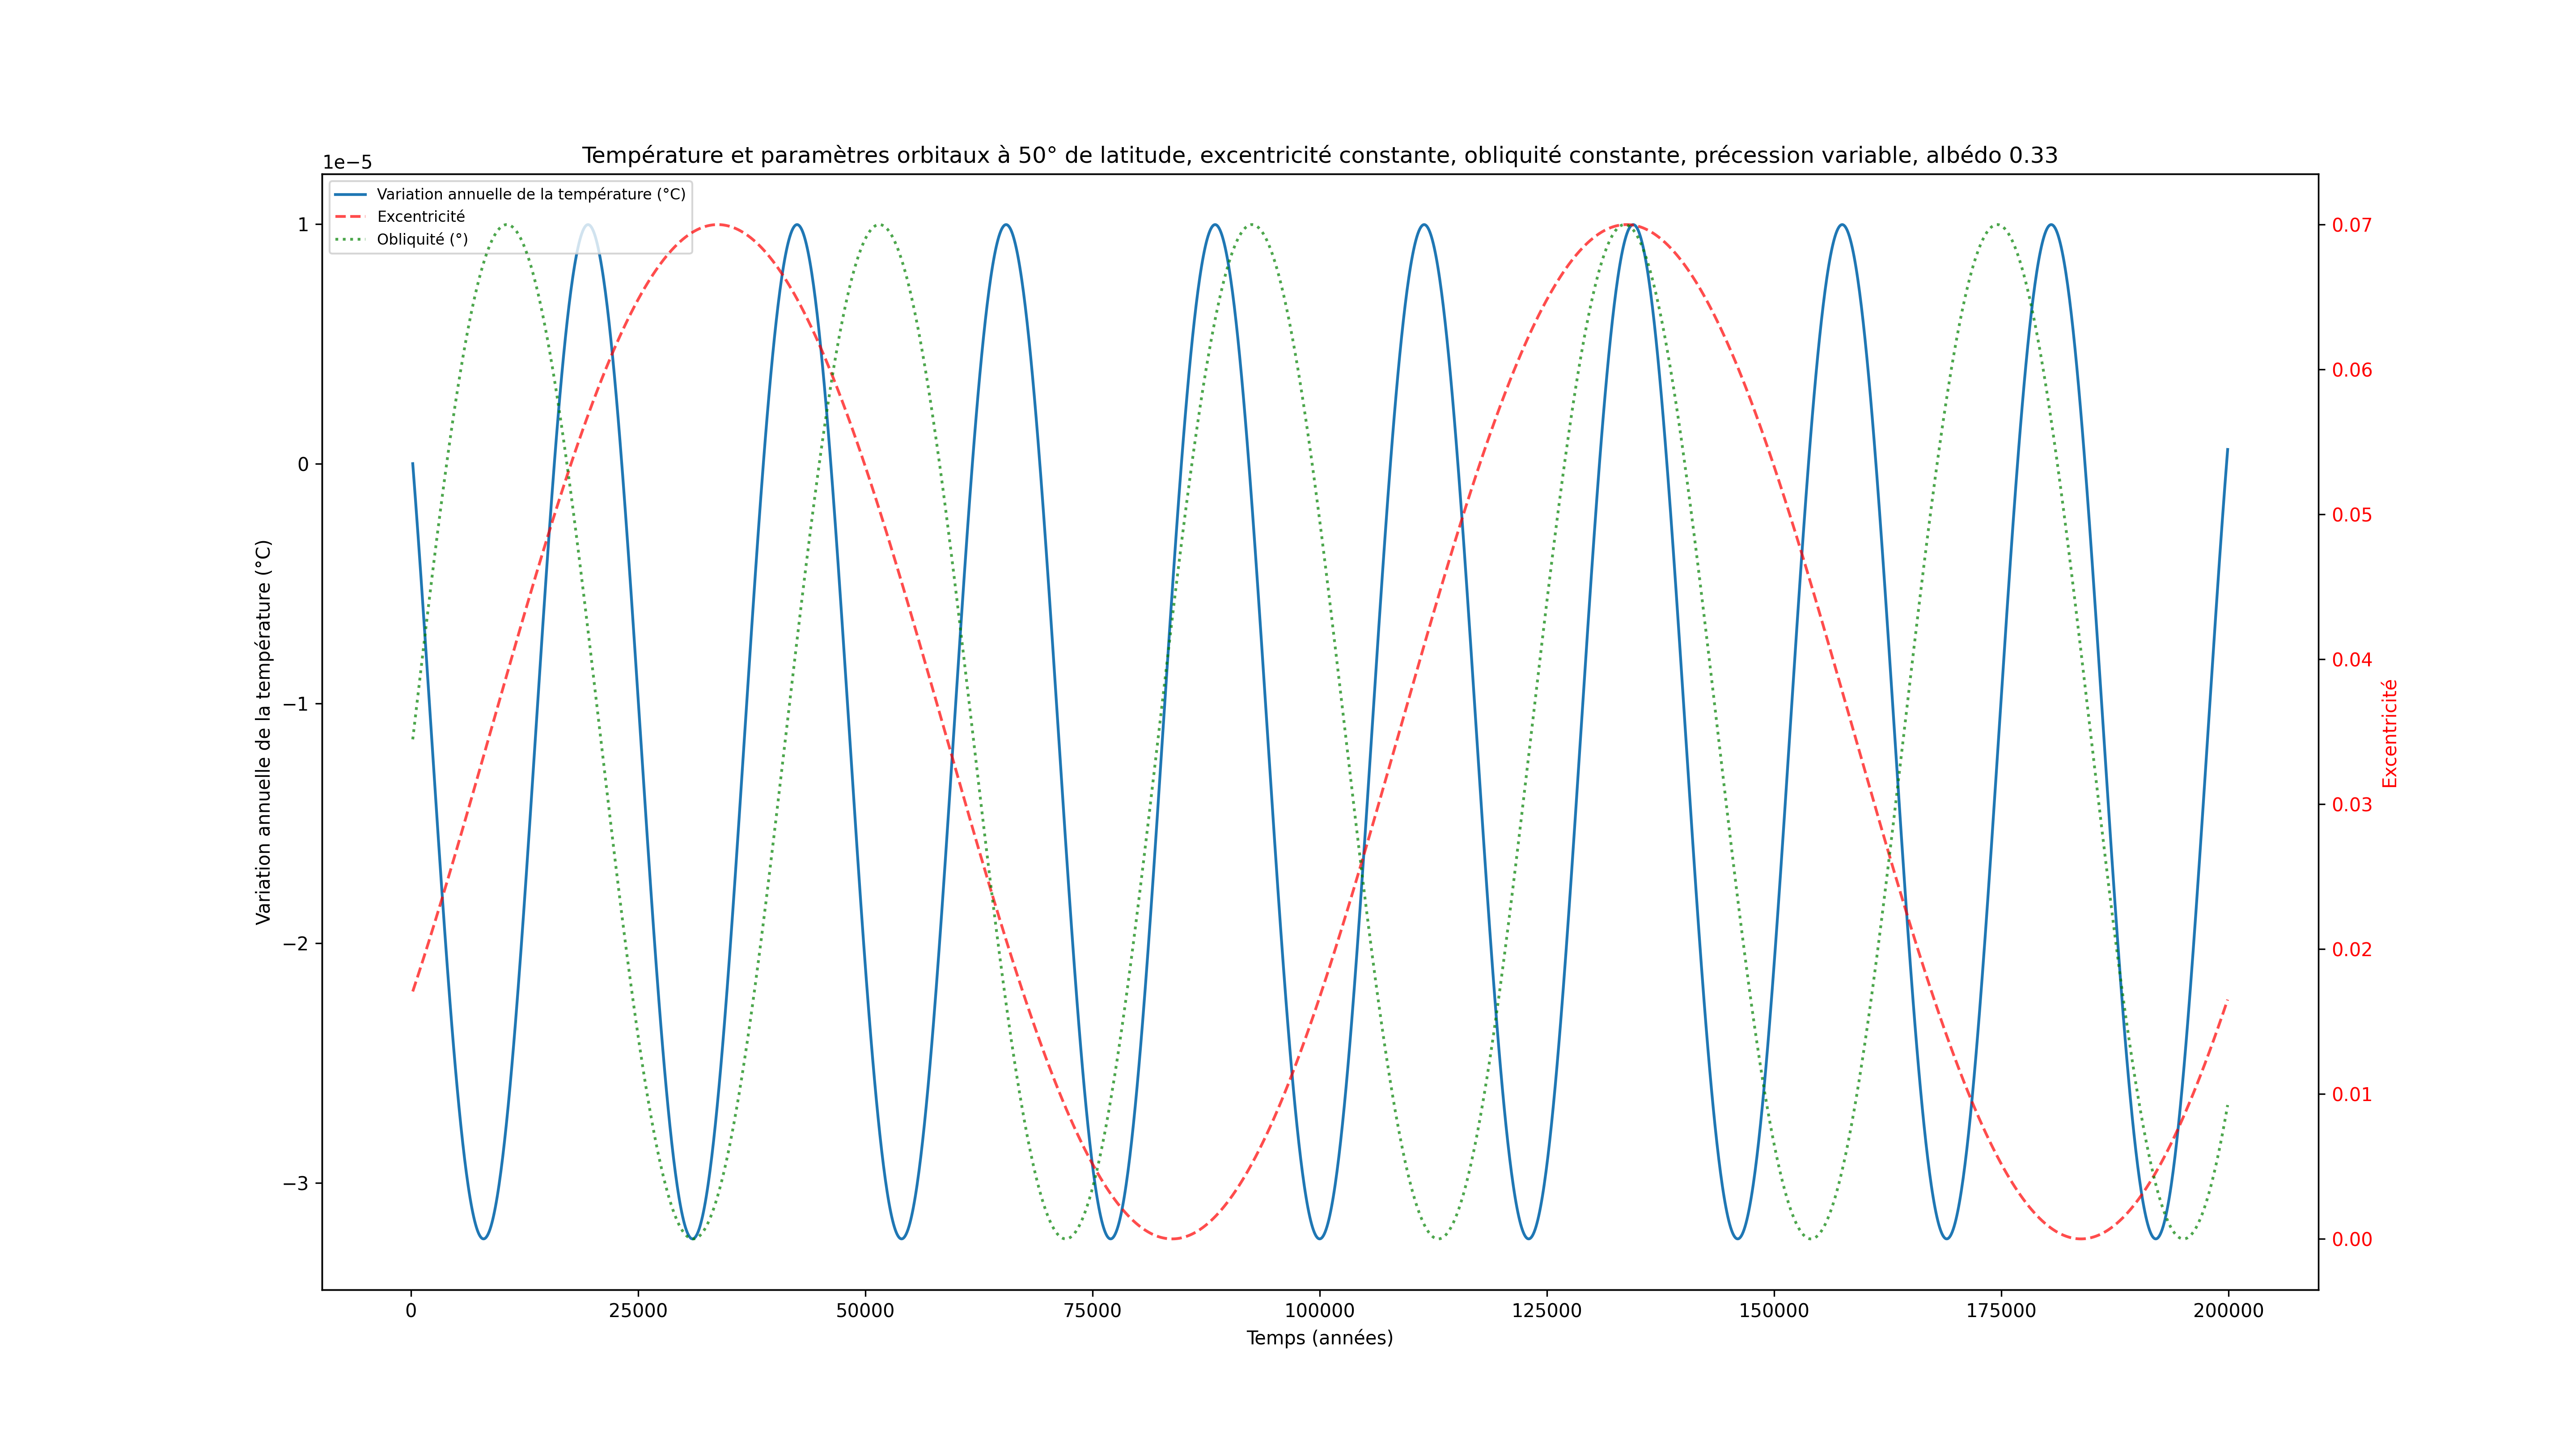 Température et paramètres orbitaux à 50° de latitude, excentricité constante, obliquité constante, précession variable, albédo 0.33
1e−5
Variation annuelle de la température (°C)
Excentricité
Obliquité (°)
1
0
−1
−2
−3
Variation annuelle de la température (°C)
0.07
0.06
0.05
0.04
0.03
0.02
0.01
0.00
Excentricité
0 25000 50000 75000 100000 125000 150000 175000 200000
Temps (années)